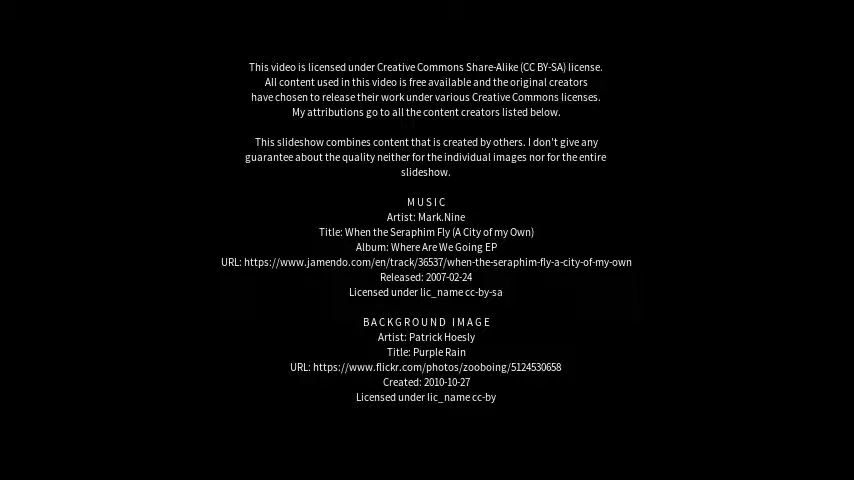 This video is licensed under Creative Commons Share-Alike (CC BY-SA) license.
All content used in this video is free available and the original creators
have chosen to release their work under various Creative Commons licenses.
My attributions go to all the content creators listed below.
This slideshow combines content that is created by others. I don't give any
guarantee about the quality neither for the individual images nor for the entire
slideshow.
MUSIC
Artist: Mark.Nine
Title: When the Seraphim Fly (A City of my Own)
Album: Where Are We Going EP
URL: https://www.jamendo.com/en/track/36537/when-the-seraphim-fly-a-city-of-my-own
Released: 2007-02-24
Licensed under lic_name cc-by-sa
BACKGROUND IMAGE
Artist: Patrick Hoesly
Title: Purple Rain
URL: https://www.flickr.com/photos/zooboing/5124530658
Created: 2010-10-27
Licensed under lic_name cc-by